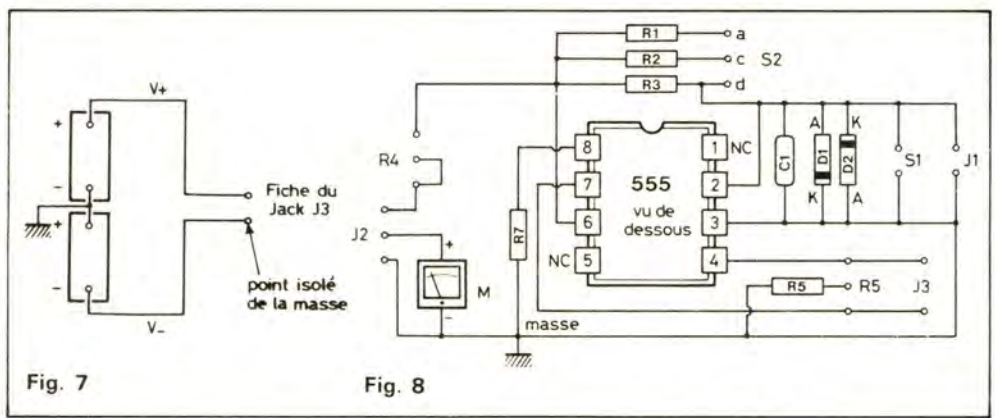 V+
+
−
+
−
V−
Fiche du
Jack J3
point isolé
de la masse
Fig. 7
R1
a
R2
c
S2
R3
d
R4
J2
+
M
−
R7
masse
8
7
6
5
NC
555
vu de
dessous
1
NC
2
3
4
C1
A
D1
K
K
D2
A
S1
J1
R5
R5
J3
Fig. 8